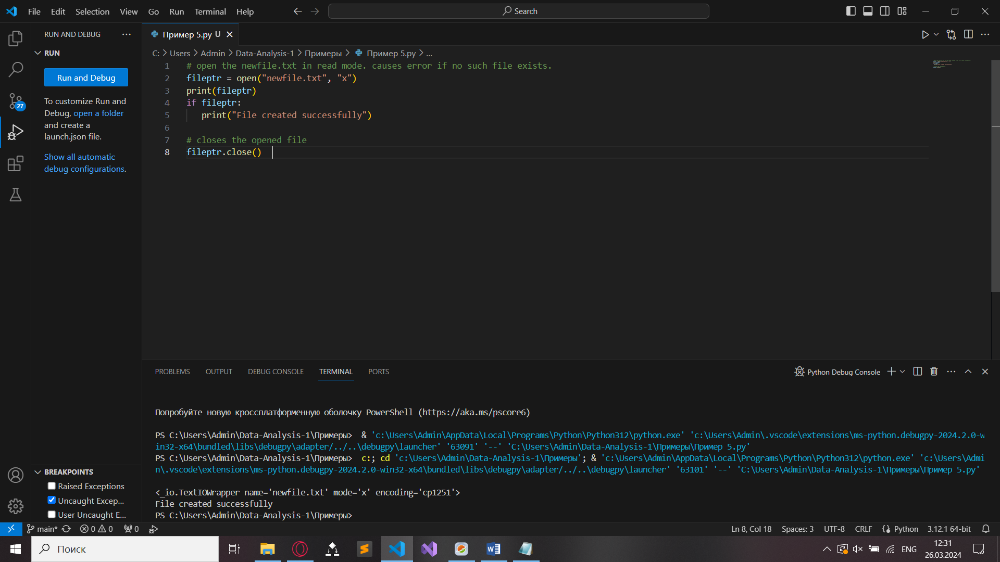 File Edit Selection View Go Run Terminal Help
Search
RUN AND DEBUG
RUN
Run and Debug
To customize Run and
Debug, open a folder
and create a
launch.json file.
Show all automatic
debug configurations.
Пример 5.py U
C: Users Admin Data-Analysis-1 Примеры Пример 5.py ...
1 # open the newfile.txt in read mode. causes error if no such file exists.
2 fileptr = open("newfile.txt", "x")
3 print(fileptr)
4 if fileptr:
5 print("File created successfully")
6
7 # closes the opened file
8 fileptr.close()
27
PROBLEMS OUTPUT DEBUG CONSOLE TERMINAL PORTS
Python Debug Console
Попробуйте новую кроссплатформенную оболочку PowerShell (https://aka.ms/pscore6)
PS C:\Users\Admin\Data-Analysis-1\Примеры> & 'c:\Users\Admin\AppData\Local\Programs\Python\Python312\python.exe' 'c:\Users\Admin\.vscode\extensions\ms-python.debugpy-2024.2.0-w
in32-x64\bundled\libs\debugpy\adapter/../..\debugpy\launcher' '63091' '--' 'C:\Users\Admin\Data-Analysis-1\Примеры\Пример 5.py'
PS C:\Users\Admin\Data-Analysis-1\Примеры> c:; cd 'c:\Users\Admin\Data-Analysis-1\Примеры'; & 'c:\Users\Admin\AppData\Local\Programs\Python\Python312\python.exe' 'c:\Users\Admi
n\.vscode\extensions\ms-python.debugpy-2024.2.0-win32-x64\bundled\libs\debugpy\adapter/../..\debugpy\launcher' '63101' '--' 'C:\Users\Admin\Data-Analysis-1\Примеры\Пример 5.py'
<_io.TextIOWrapper name='newfile.txt' mode='x' encoding='cp1251'>
File created successfully
PS C:\Users\Admin\Data-Analysis-1\Примеры>
BREAKPOINTS
Raised Exceptions
Uncaught Excep...
User Uncaught E...
main* 0 0 0
Ln 8, Col 18 Spaces: 3 UTF-8 CRLF Python 3.12.1 64-bit
Поиск
ENG
12:31
26.03.2024